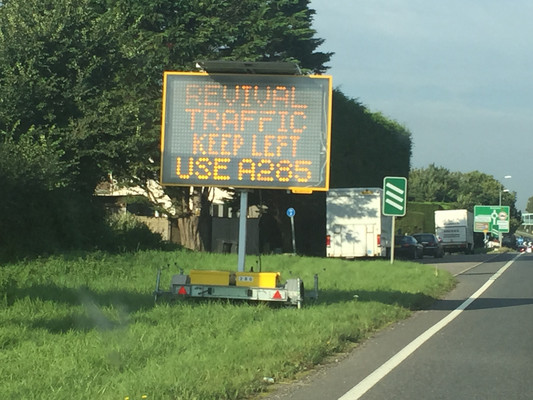 REVIVAL
TRAFFIC
KEEP LEFT
USE A285